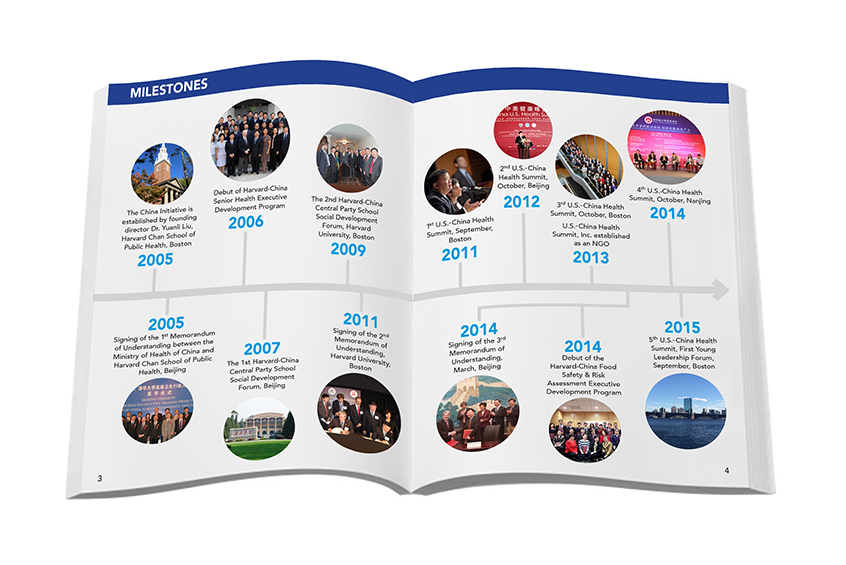 MILESTONES
The China Initiative is
established by founding
director Dr. Yuanli Liu,
Harvard Chan School of
Public Health, Boston
2005
Debut of Harvard-China
Senior Health Executive
Development Program
2006
The 2nd Harvard-China
Central Party School
Social Development
Forum, Harvard
University, Boston
2009
2005
Signing of the 1st Memorandum
of Understanding between the
Ministry of Health of China and
Harvard Chan School of Public
Health, Beijing
2007
The 1st Harvard-China
Central Party School
Social Development
Forum, Beijing
2011
Signing of the 2nd
Memorandum of
Understanding,
Harvard University,
Boston
3
1st U.S.-China Health
Summit, September,
Boston
2011
2nd U.S.-China
Health Summit,
October, Beijing
2012
3rd U.S.-China Health
Summit, October, Boston
U.S.-China Health
Summit, Inc. established
as an NGO
2013
4th U.S.-China Health
Summit, October, Nanjing
2014
2014
Signing of the 3rd
Memorandum of
Understanding,
March, Beijing
2014
Debut of the
Harvard-China Food
Safety & Risk
Assessment Executive
Development Program
2015
5th U.S.-China Health
Summit, First Young
Leadership Forum,
September, Boston
4